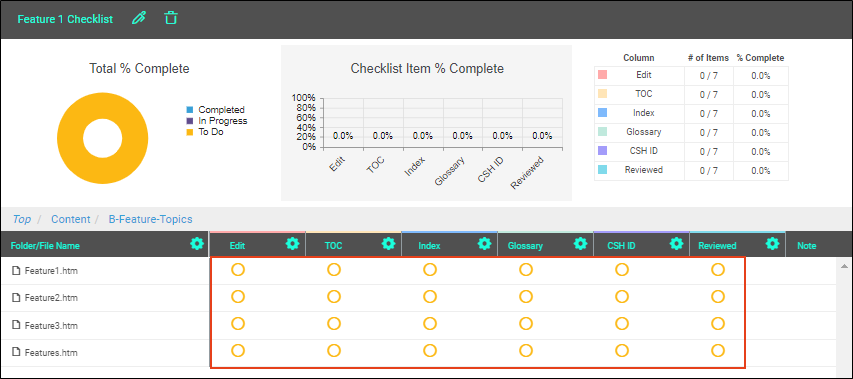 Feature 1 Checklist
Total % Complete
Completed
In Progress
To Do
Checklist Item % Complete
100%
80%
60%
40%
20%
0%
0.0% 0.0% 0.0% 0.0% 0.0% 0.0%
Edit TOC Index Glossary CSH ID Reviewed
Column # of Items % Complete
Edit 0 / 7 0.0%
TOC 0 / 7 0.0%
Index 0 / 7 0.0%
Glossary 0 / 7 0.0%
CSH ID 0 / 7 0.0%
Reviewed 0 / 7 0.0%
Top / Content / B-Feature-Topics
Folder/File Name Edit TOC Index Glossary CSH ID Reviewed Note
Feature1.htm
Feature2.htm
Feature3.htm
Features.htm